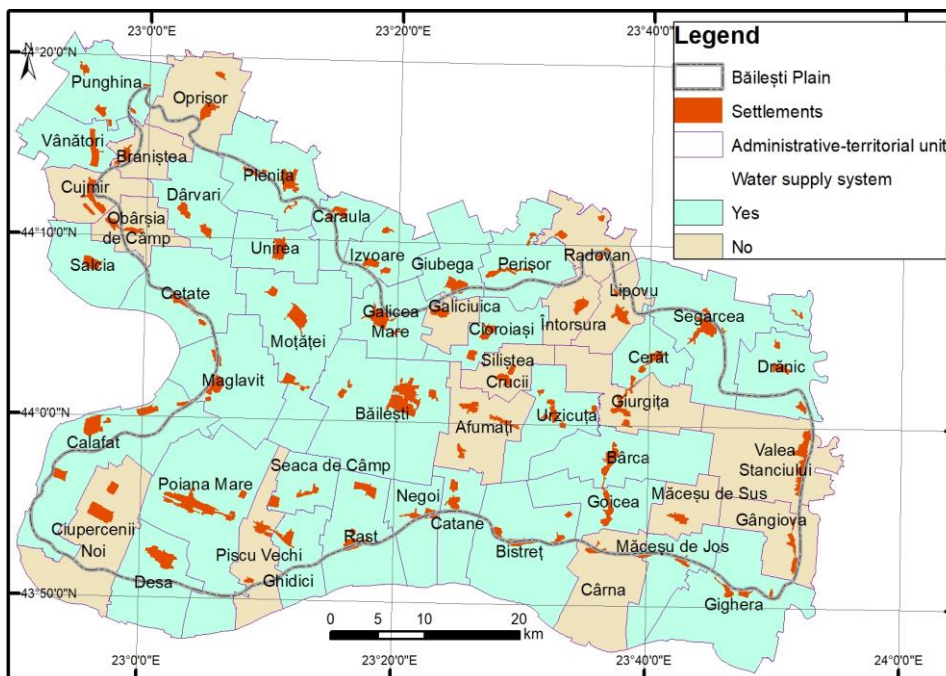 23°0'0"E
23°20'0"E
23°40'0"E
44°20'0"N
N
Legend
Băilești Plain
Settlements
Administrative-territorial unit
Water supply system
Yes
No
Punghina
Oprișor
Vânători
Braniștea
Plenița
Cujmir
Dârvari
Caraula
Obârșia
de Câmp
44°10'0"N
Unirea
Izvoare
Radovan
Salcia
Giubega
Perișor
Cetate
Lipovu
Galicea
Mare
Galiciuica
Întorsura
Segarcea
Moțăței
Cioroiași
Siliștea
Crucii
Cerăt
Drănic
Maglavit
44°0'0"N
Băilești
Giurgița
Urzicuța
Afumați
Calafat
Valea
Stanciului
Bârca
Seaca de Câmp
Poiana Mare
Negoi
Goicea
Măceșu de Sus
Ciupercenii
Noi
Gângiova
Catane
Rast
Piscu Vechi
Bistreț
Măceșu de Jos
Desa
Ghidici
Cârna
Gighera
43°50'0"N
0 5 10 20
km
23°0'0"E
23°20'0"E
23°40'0"E
24°0'0"E